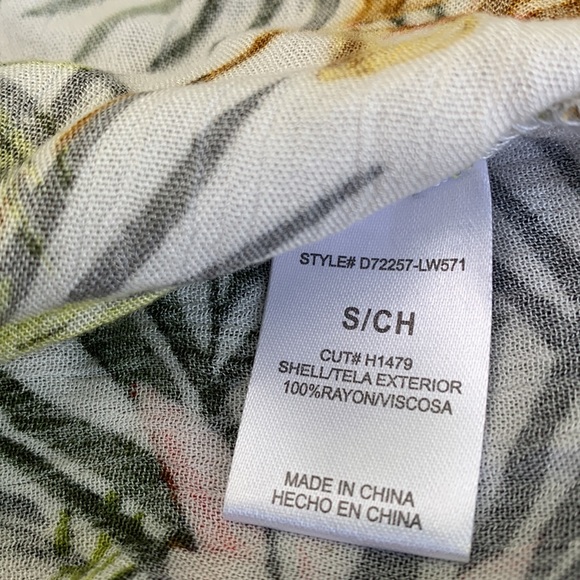 STYLE# D72257-LW571
S/CH
CUT# H1479
SHELL/TELA EXTERIOR
100%RAYON/VISCOSA
MADE IN CHINA
HECHO EN CHINA